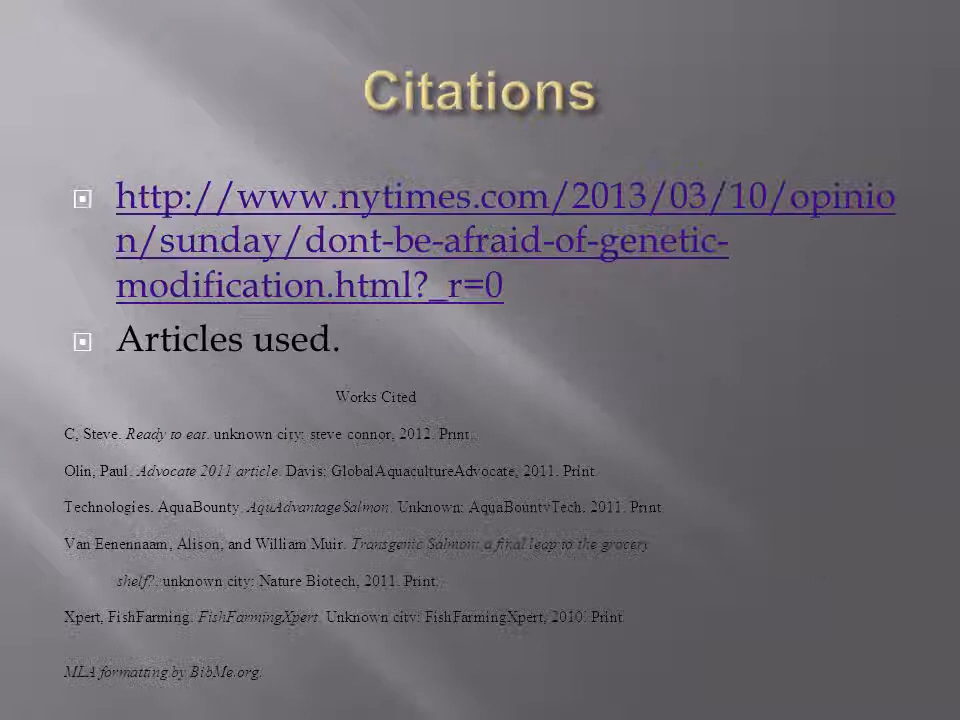 Citations
http://www.nytimes.com/2013/03/10/opinio
n/sunday/dont-be-afraid-of-genetic-
modification.html?_r=0
Articles used.
Works Cited
C, Steve. Ready to eat. unknown city: steve connor, 2012. Print.
Olin, Paul. Advocate 2011 article. Davis: GlobalAquacultureAdvocate, 2011. Print.
Technologies, AquaBounty. AquAdvantageSalmon. Unknown: AquaBountyTech, 2011. Print.
Van Eenennaam, Alison, and William Muir. Transgenic Salmon: a final leap to the grocery
shelf?. unknown city: Nature Biotech, 2011. Print.
Xpert, FishFarming. FishFarmingXpert. Unknown city: FishFarmingXpert, 2010. Print.
MLA formatting by BibMe.org.